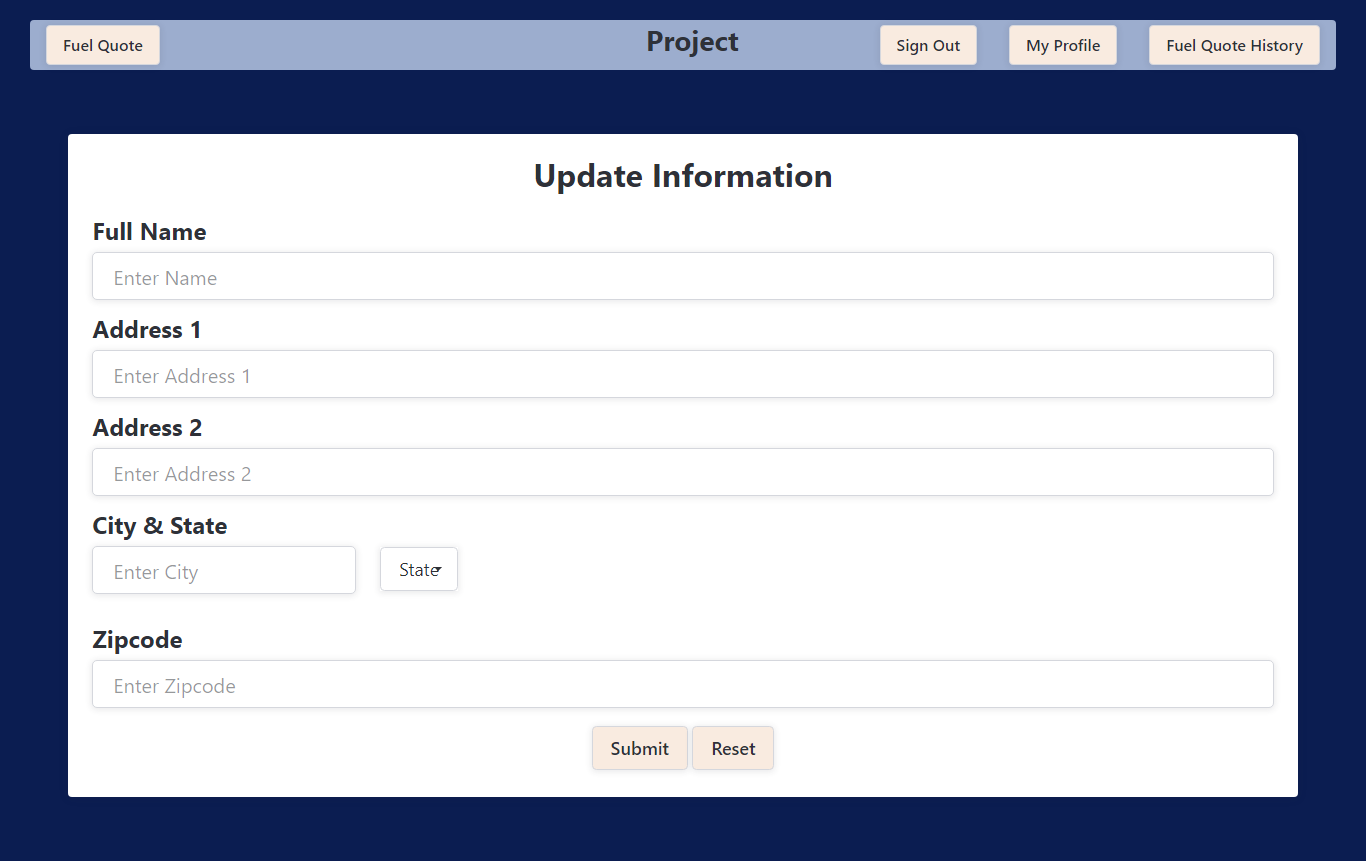 Fuel Quote Project Sign Out My Profile Fuel Quote History
Update Information
Full Name
Enter Name
Address 1
Enter Address 1
Address 2
Enter Address 2
City & State
Enter City State
Zipcode
Enter Zipcode
Submit Reset